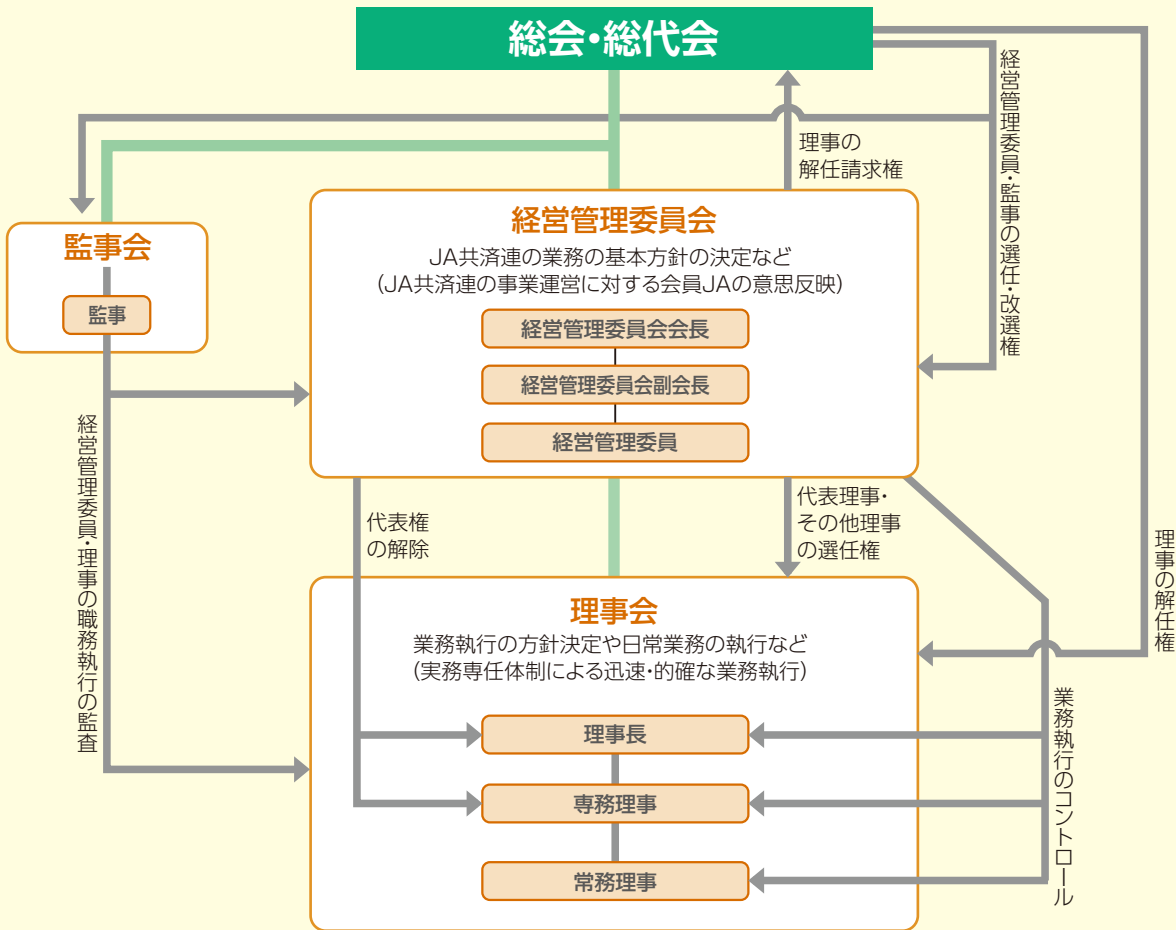 総会・総代会
経営管理委員・監事の選任・改選権
理事の
解任請求権
経営管理委員会
JA共済連の業務の基本方針の決定など
(JA共済連の事業運営に対する会員JAの意思反映)
経営管理委員会会長
経営管理委員会副会長
経営管理委員
監事会
監事
経営管理委員・理事の職務執行の監査
代表権
の解除
代表理事・
その他理事
の選任権
理事の解任権
理事会
業務執行の方針決定や日常業務の執行など
(実務専任体制による迅速・的確な業務執行)
理事長
専務理事
常務理事
業務執行のコントロール